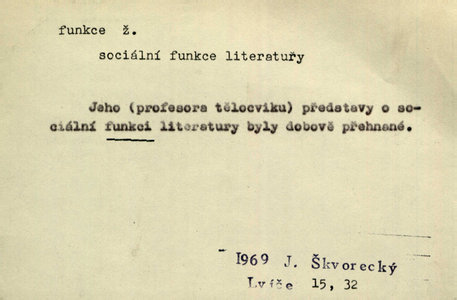 funkce ž.
sociální funkce literatury
Jeho (profesora tělocviku) představy o so-
ciální funkci literatury byly dobově přehnané.
1969 J. Škvorecký
Lvíče 15, 32